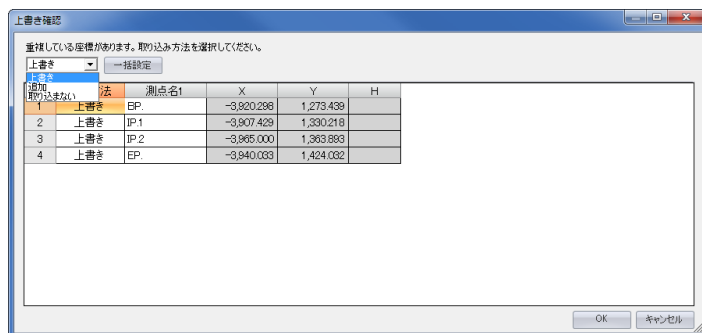 上書き確認
重複している座標があります。取り込み方法を選択してください。
上書き 一括設定
上書き
追加
取り込まない
法 測点名1 X Y H
1 上書き BP. -3,920.298 1,273.439
2 上書き IP.1 -3,907.429 1,330.218
3 上書き IP.2 -3,965.000 1,363.893
4 上書き EP. -3,940.033 1,424.032
OK キャンセル